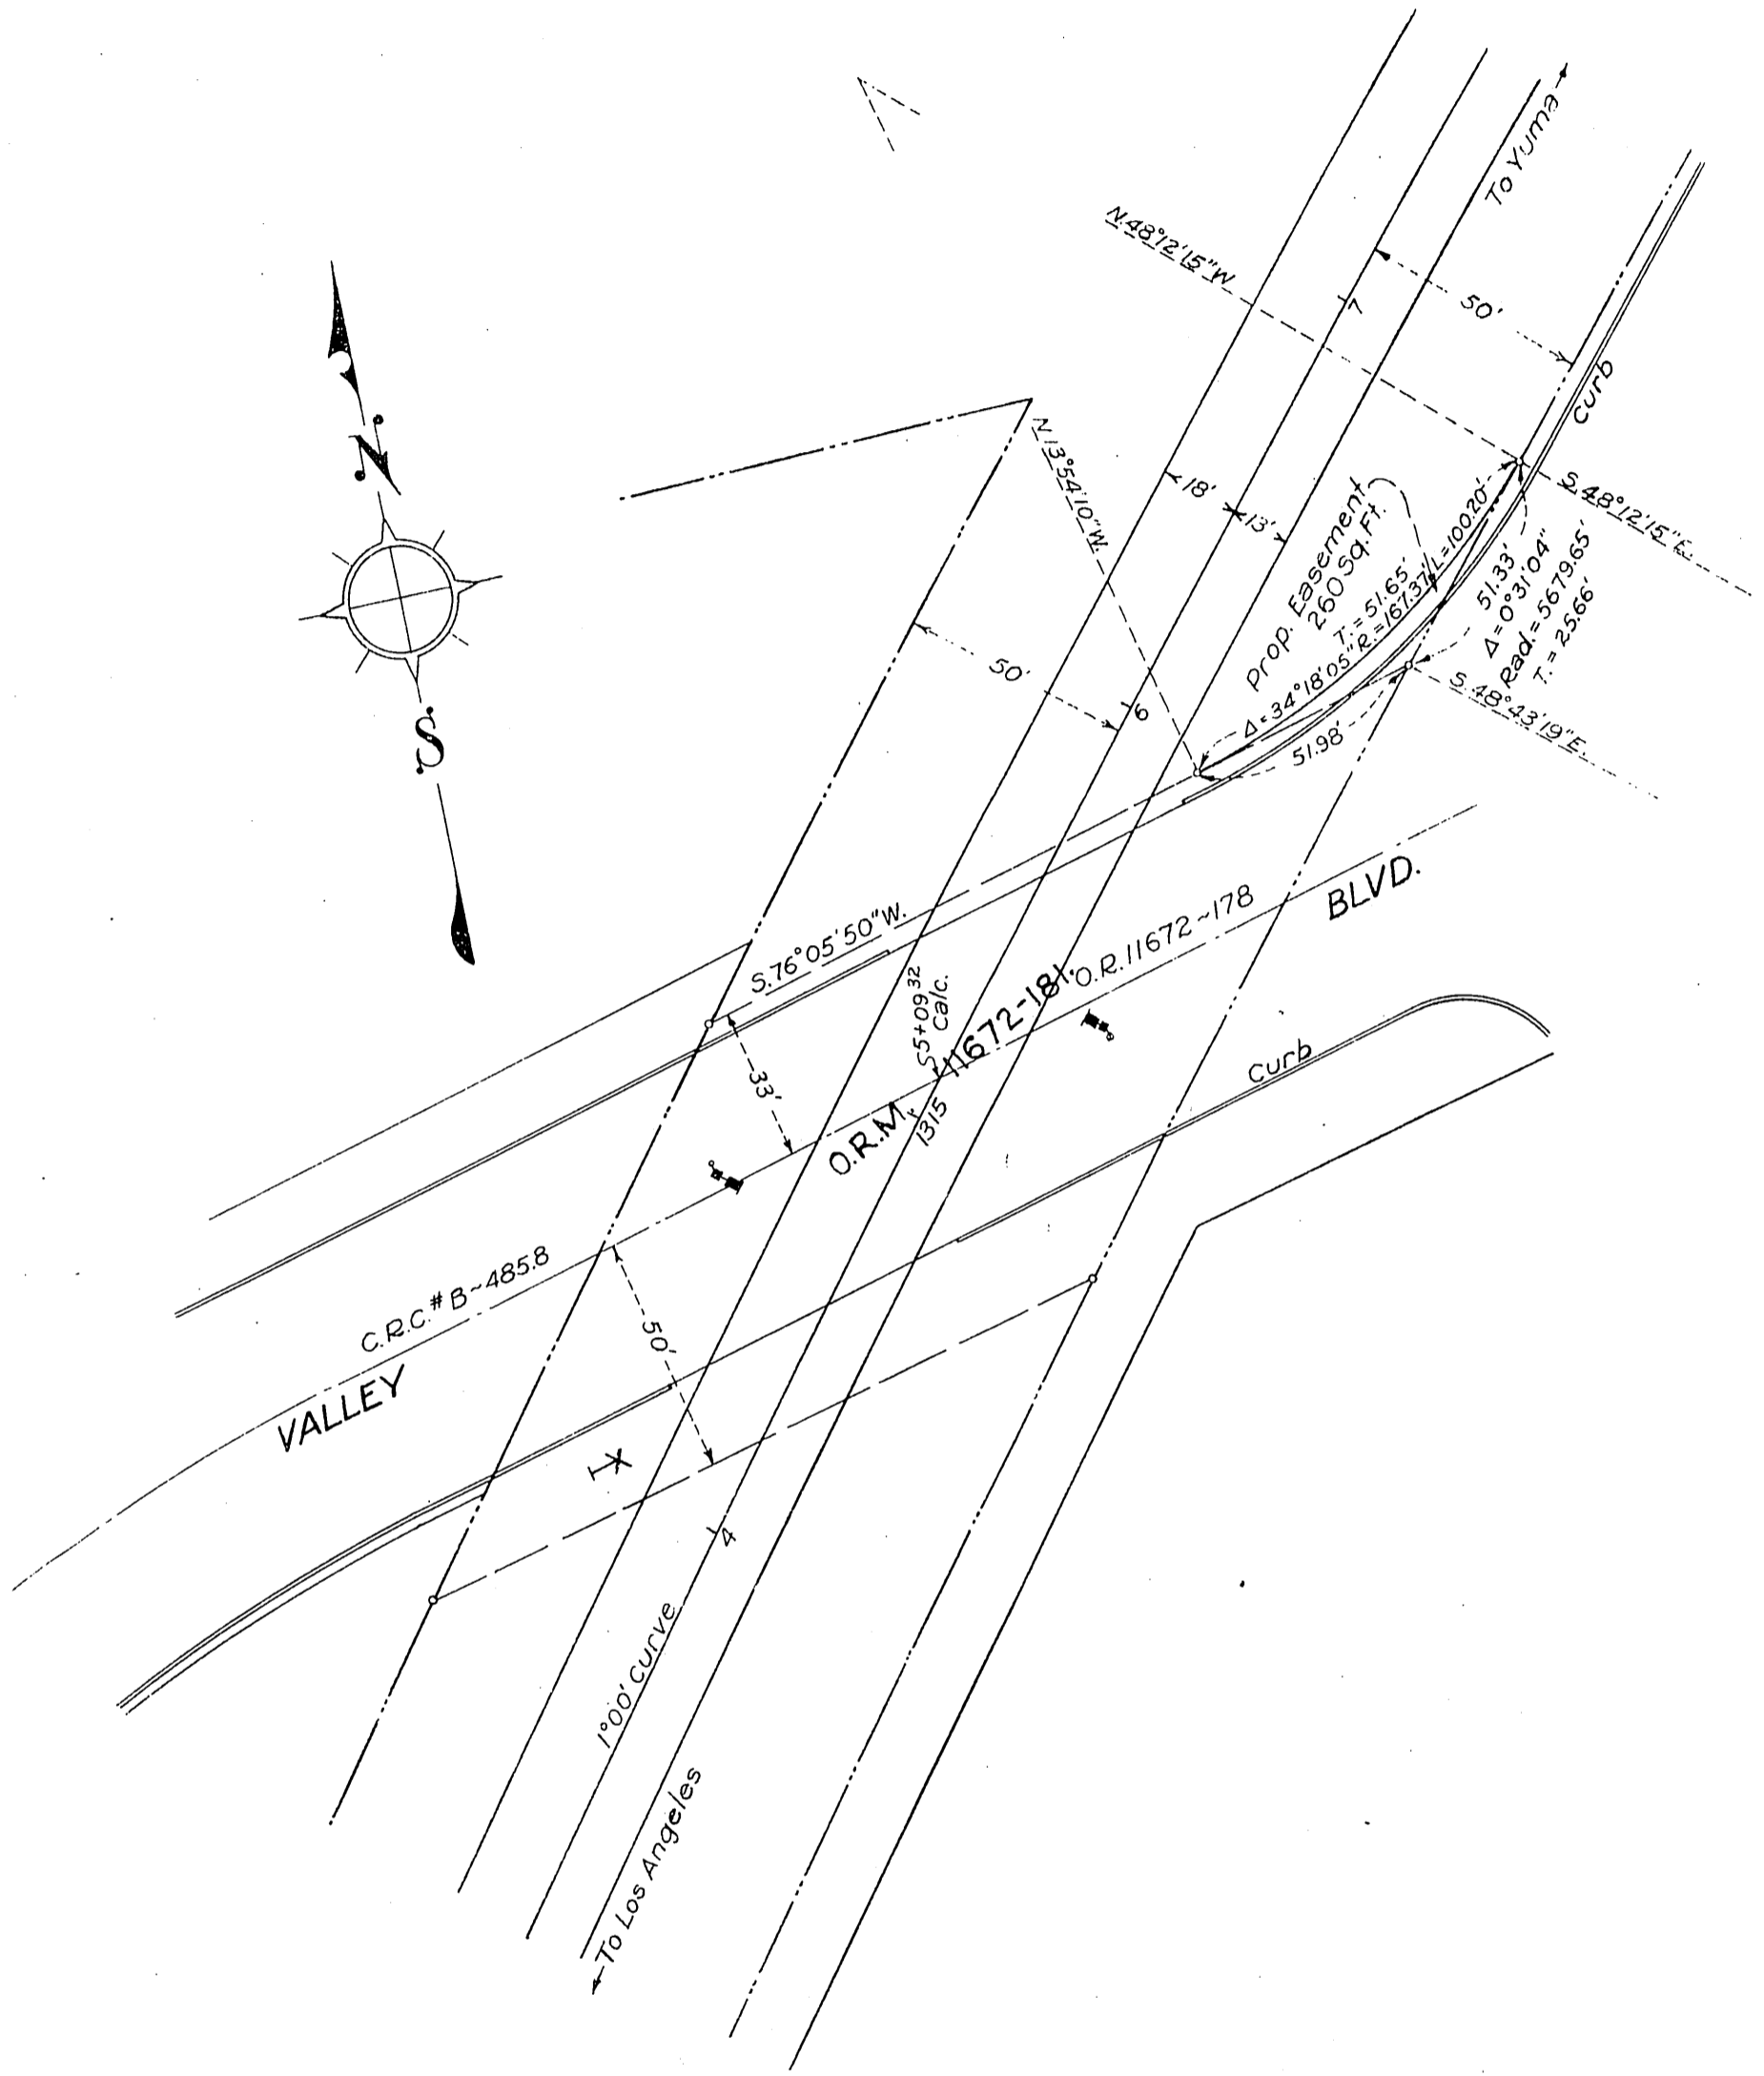 To Yuma
N.48°12'15"W
7
50'
Curb
N
N 13°54'10"W.
18'
13'
Prop. Easement
260 Sq. Ft.
T. = 51.65'
Δ = 34°18'05" R. = 167.37' L = 100.20'
S.48°12'15"E.
51.33'
Δ = 0°31'04"
Rad. = 5679.65'
T. = 25.66'
S.48°43'19"E.
50'
6
51.98'
S
S.76°05'50"W.
BLVD.
O.R. 11672~178
S5+09 32
Calc.
O.R.M. 11672-181.
1315
33'
Curb
C.R.C. # B~485.8
50'
VALLEY
4
1°00' Curve
To Los Angeles